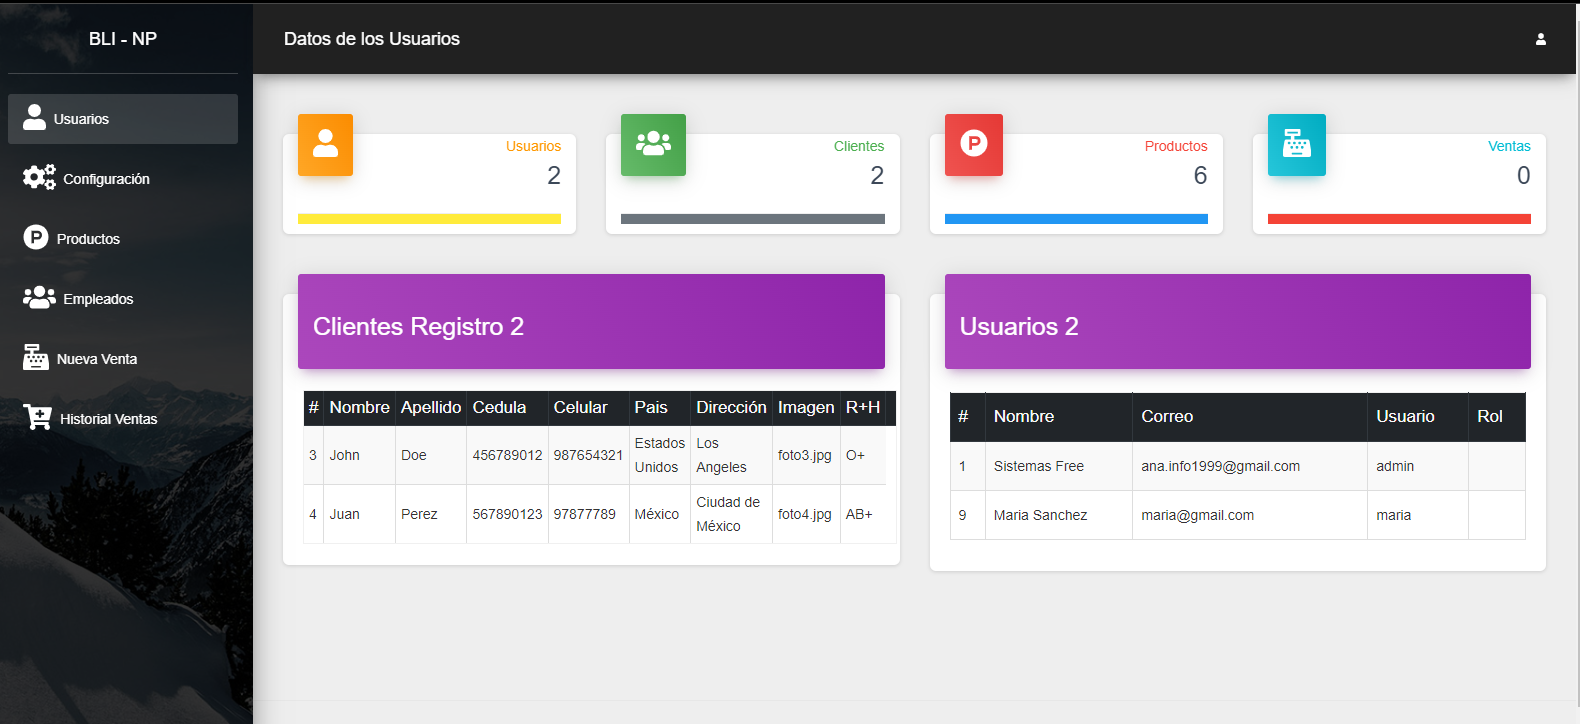 BLI - NP
Datos de los Usuarios
Usuarios
Configuración
Productos
Empleados
Nueva Venta
Historial Ventas
Usuarios
2
Clientes
2
Productos
6
Ventas
0
Clientes Registro 2
# Nombre Apellido Cedula Celular Pais Dirección Imagen R+H
3 John Doe 456789012 987654321 Estados Unidos Los Angeles foto3.jpg O+
4 Juan Perez 567890123 97877789 México Ciudad de México foto4.jpg AB+
Usuarios 2
# Nombre Correo Usuario Rol
1 Sistemas Free ana.info1999@gmail.com admin
9 Maria Sanchez maria@gmail.com maria